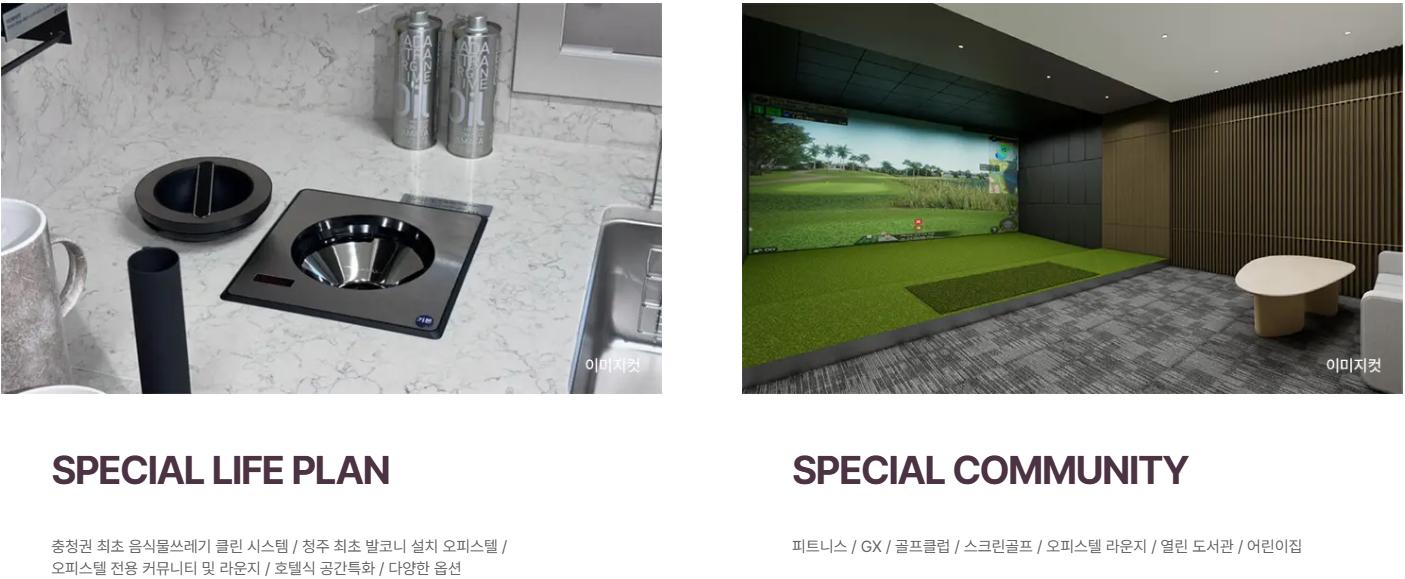 이미지컷
이미지컷
SPECIAL LIFE PLAN
충청권 최초 음식물쓰레기 클린 시스템 / 청주 최초 발코니 설치 오피스텔 /
오피스텔 전용 커뮤니티 및 라운지 / 호텔식 공간특화 / 다양한 옵션
SPECIAL COMMUNITY
피트니스 / GX / 골프클럽 / 스크린골프 / 오피스텔 라운지 / 열린 도서관 / 어린이집